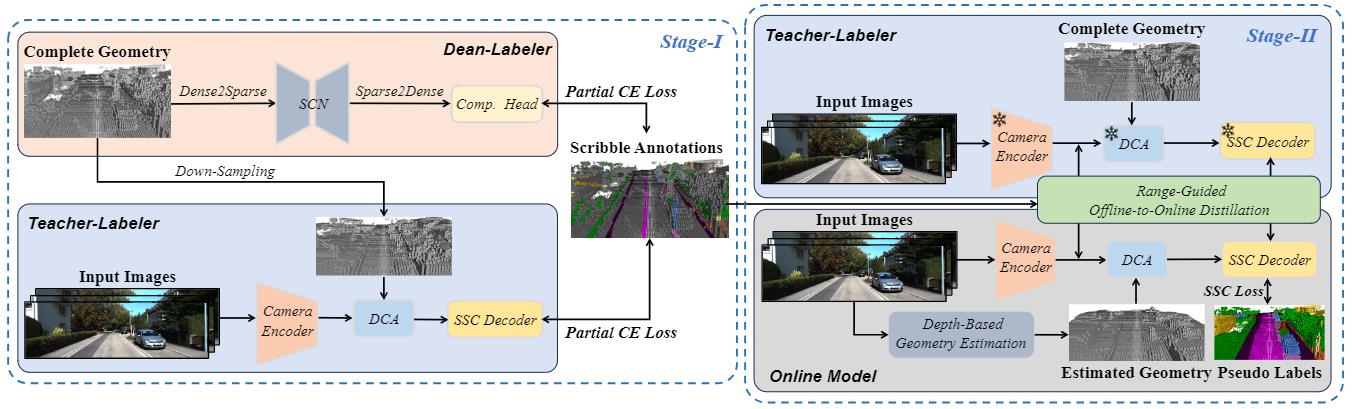 Stage-I
Dean-Labeler
Complete Geometry
Dense2Sparse
SCN
Sparse2Dense
Comp. Head
Partial CE Loss
Scribble Annotations
Down-Sampling
Teacher-Labeler
Input Images
Camera
Encoder
DCA
SSC Decoder
Partial CE Loss
Stage-II
Teacher-Labeler
Complete Geometry
Input Images
Camera
Encoder
DCA
SSC Decoder
Range-Guided
Offline-to-Online Distillation
Input Images
Camera
Encoder
DCA
SSC Decoder
SSC Loss
Depth-Based
Geometry Estimation
Estimated Geometry
Pseudo Labels
Online Model